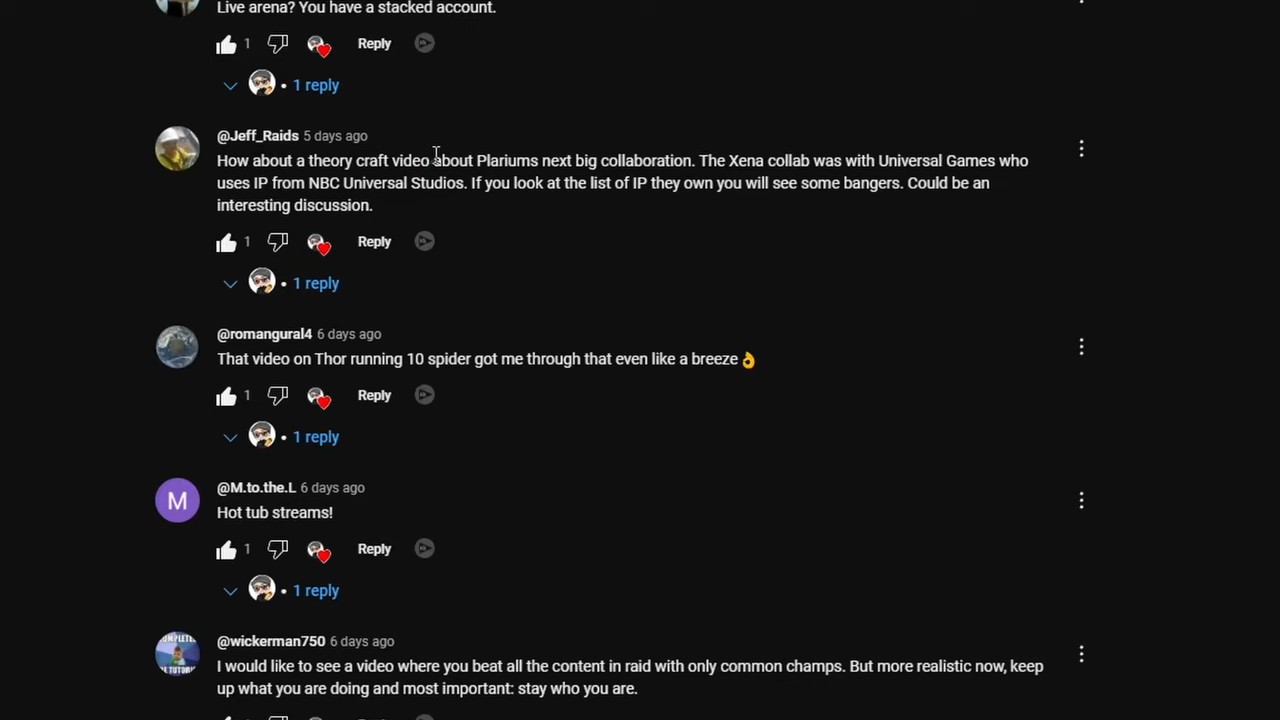 Live arena? You have a stacked account.
1 Reply
• 1 reply
@Jeff_Raids 5 days ago
How about a theory craft video about Plariums next big collaboration. The Xena collab was with Universal Games who
uses IP from NBC Universal Studios. If you look at the list of IP they own you will see some bangers. Could be an
interesting discussion.
1 Reply
• 1 reply
@romangural4 6 days ago
That video on Thor running 10 spider got me through that even like a breeze👌
1 Reply
• 1 reply
M
@M.to.the.L 6 days ago
Hot tub streams!
1 Reply
• 1 reply
@wickerman750 6 days ago
I would like to see a video where you beat all the content in raid with only common champs. But more realistic now, keep
up what you are doing and most important: stay who you are.